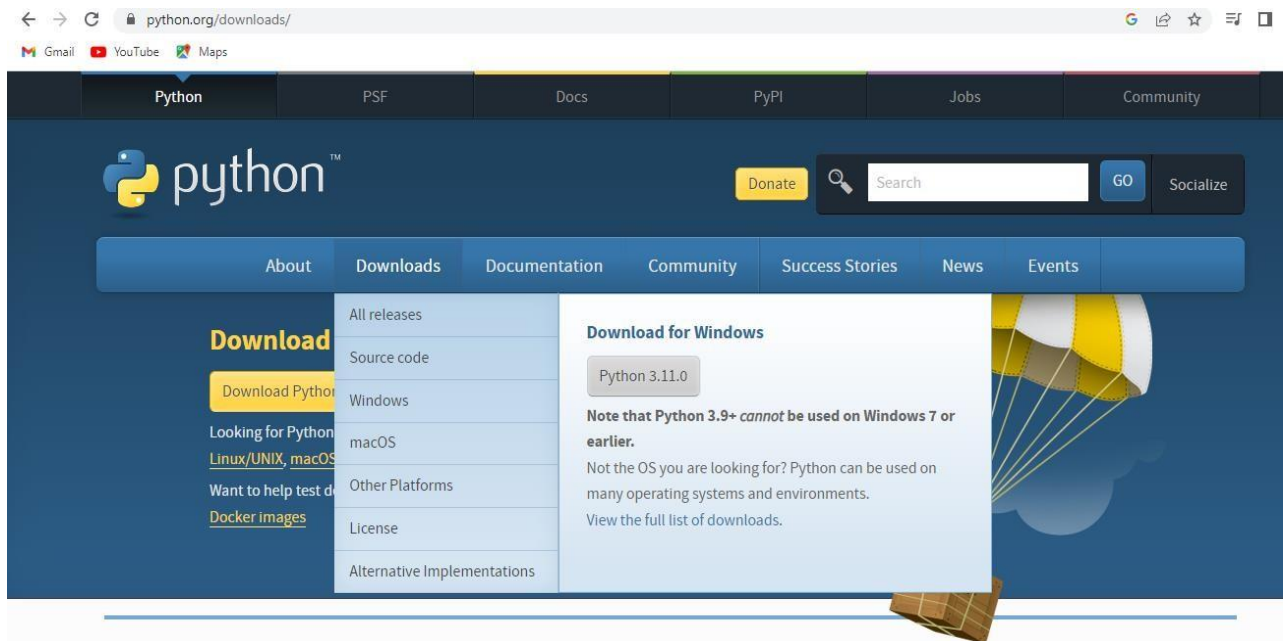 python.org/downloads/
Gmail YouTube Maps
Python PSF Docs PyPI Jobs Community
python™
Donate Search GO Socialize
About Downloads Documentation Community Success Stories News Events
All releases
Source code
Windows
macOS
Other Platforms
License
Alternative Implementations
Download for Windows
Python 3.11.0
Note that Python 3.9+ cannot be used on Windows 7 or
earlier.
Not the OS you are looking for? Python can be used on
many operating systems and environments.
View the full list of downloads.
Download
Download Python
Looking for Python
Linux/UNIX, macOS
Want to help test
Docker images